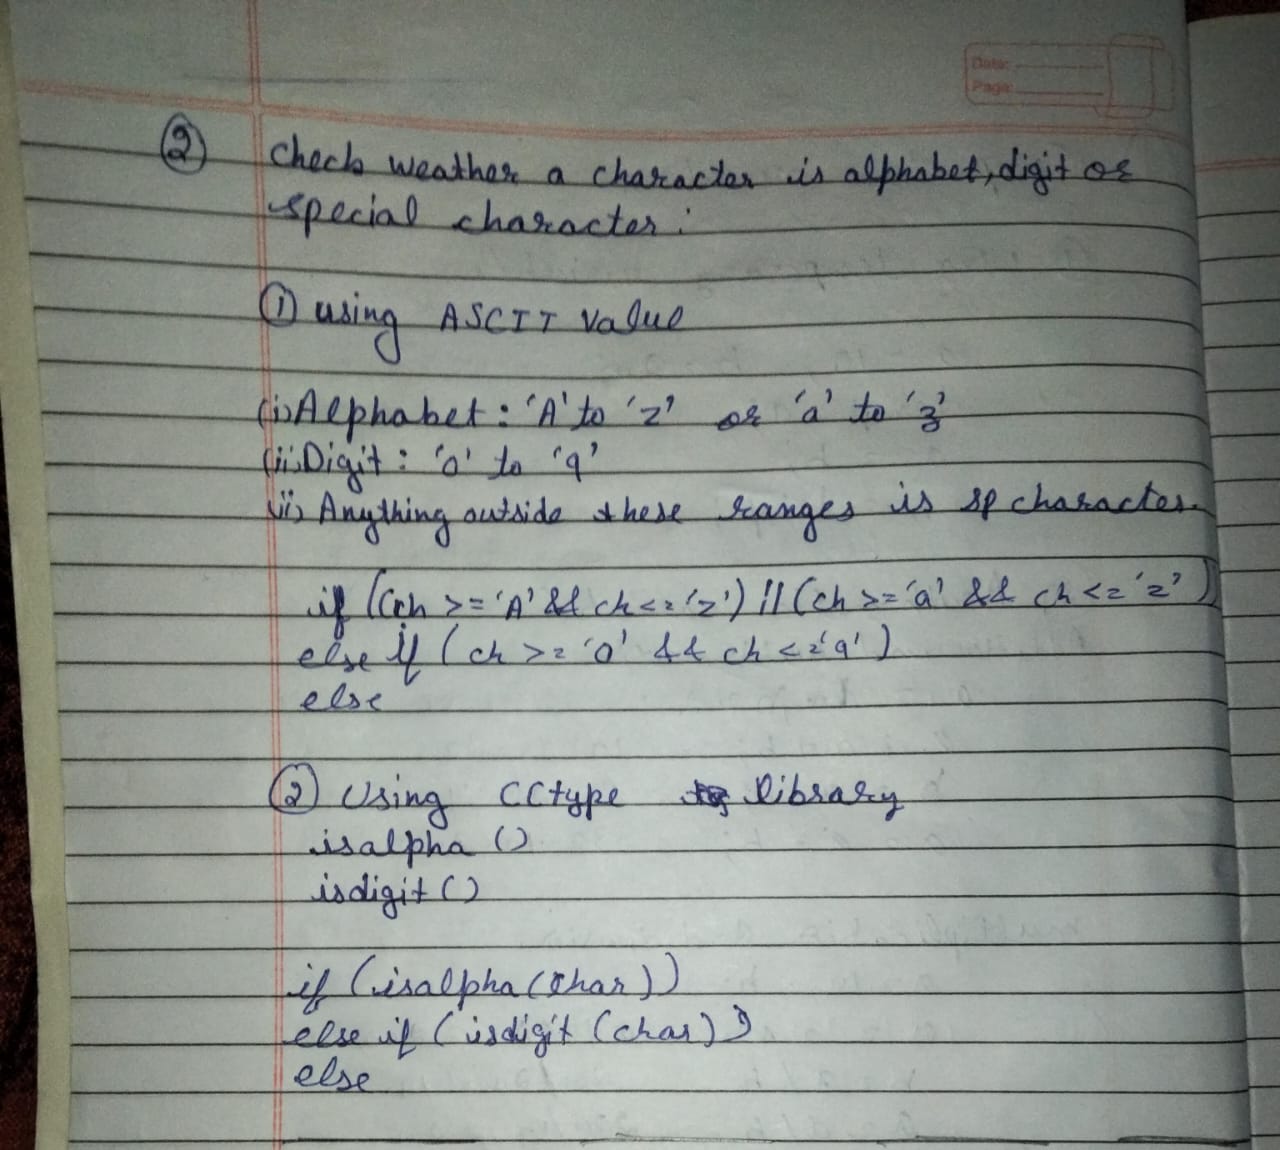 Date:
Page:
② check weather a character is alphabet, digit or
special character :
① using ASCII value
(i) Alphabet : 'A' to 'Z' or 'a' to 'z'
(ii) Digit : '0' to '9'
(ii) Anything outside these ranges is sp character.
if ((ch >= 'A' && ch <= 'Z') || (ch >= 'a' && ch <= 'z'))
else if (ch >= '0' && ch <= '9')
else
② Using CCtype library
isalpha ()
isdigit ()
if (isalpha (char))
else if (isdigit (char))
else